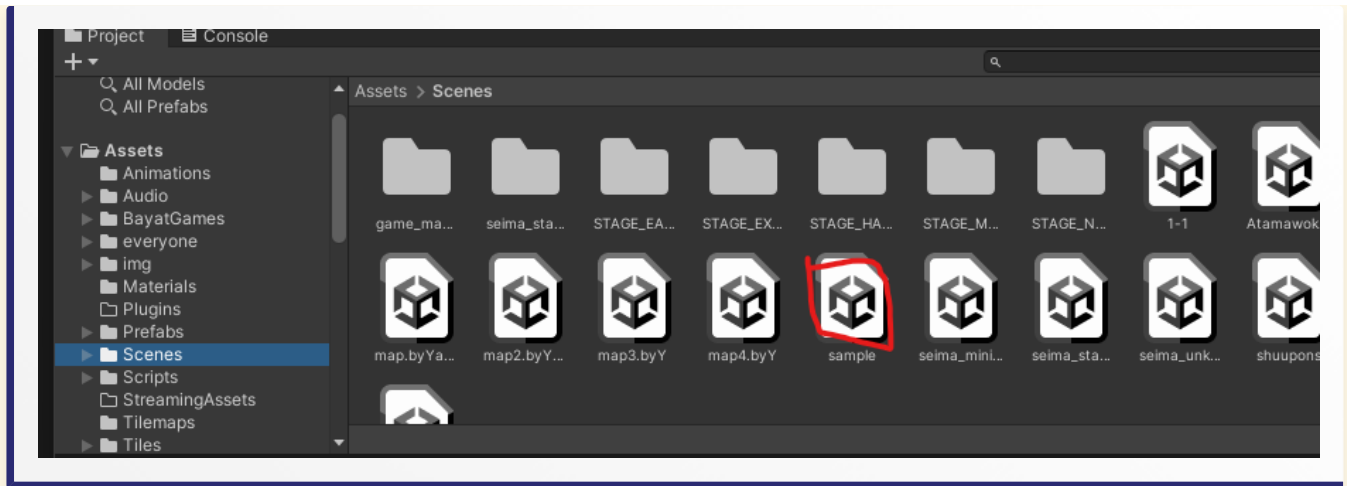 Project Console
All Models
All Prefabs
Assets
Animations
Audio
BayatGames
everyone
img
Materials
Plugins
Prefabs
Scenes
Scripts
StreamingAssets
Tilemaps
Tiles
Assets > Scenes
game_ma... seima_sta... STAGE_EA... STAGE_EX... STAGE_HA... STAGE_M... STAGE_N... 1-1 Atamawok
map.byYa... map2.byY... map3.byY map4.byY sample seima_mini... seima_sta... seima_unk... shuupons